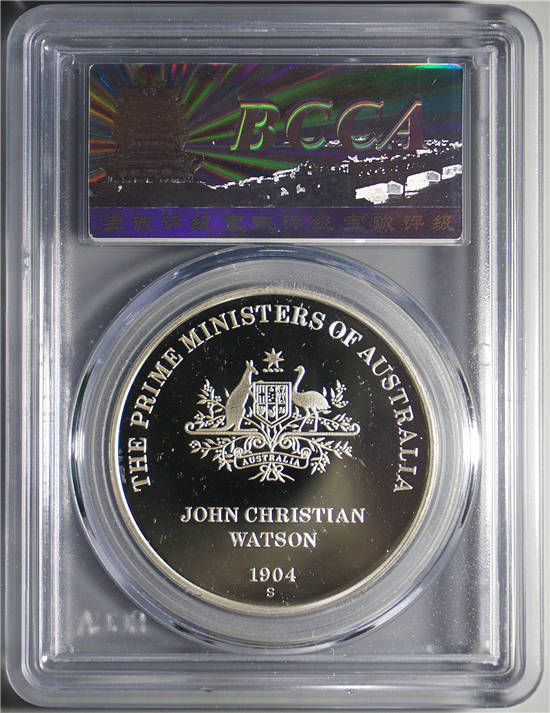 BCCA
宝诚评级 宝诚评级 宝诚评级
THE PRIME MINISTERS OF AUSTRALIA
AUSTRALIA
JOHN CHRISTIAN
WATSON
1904
S